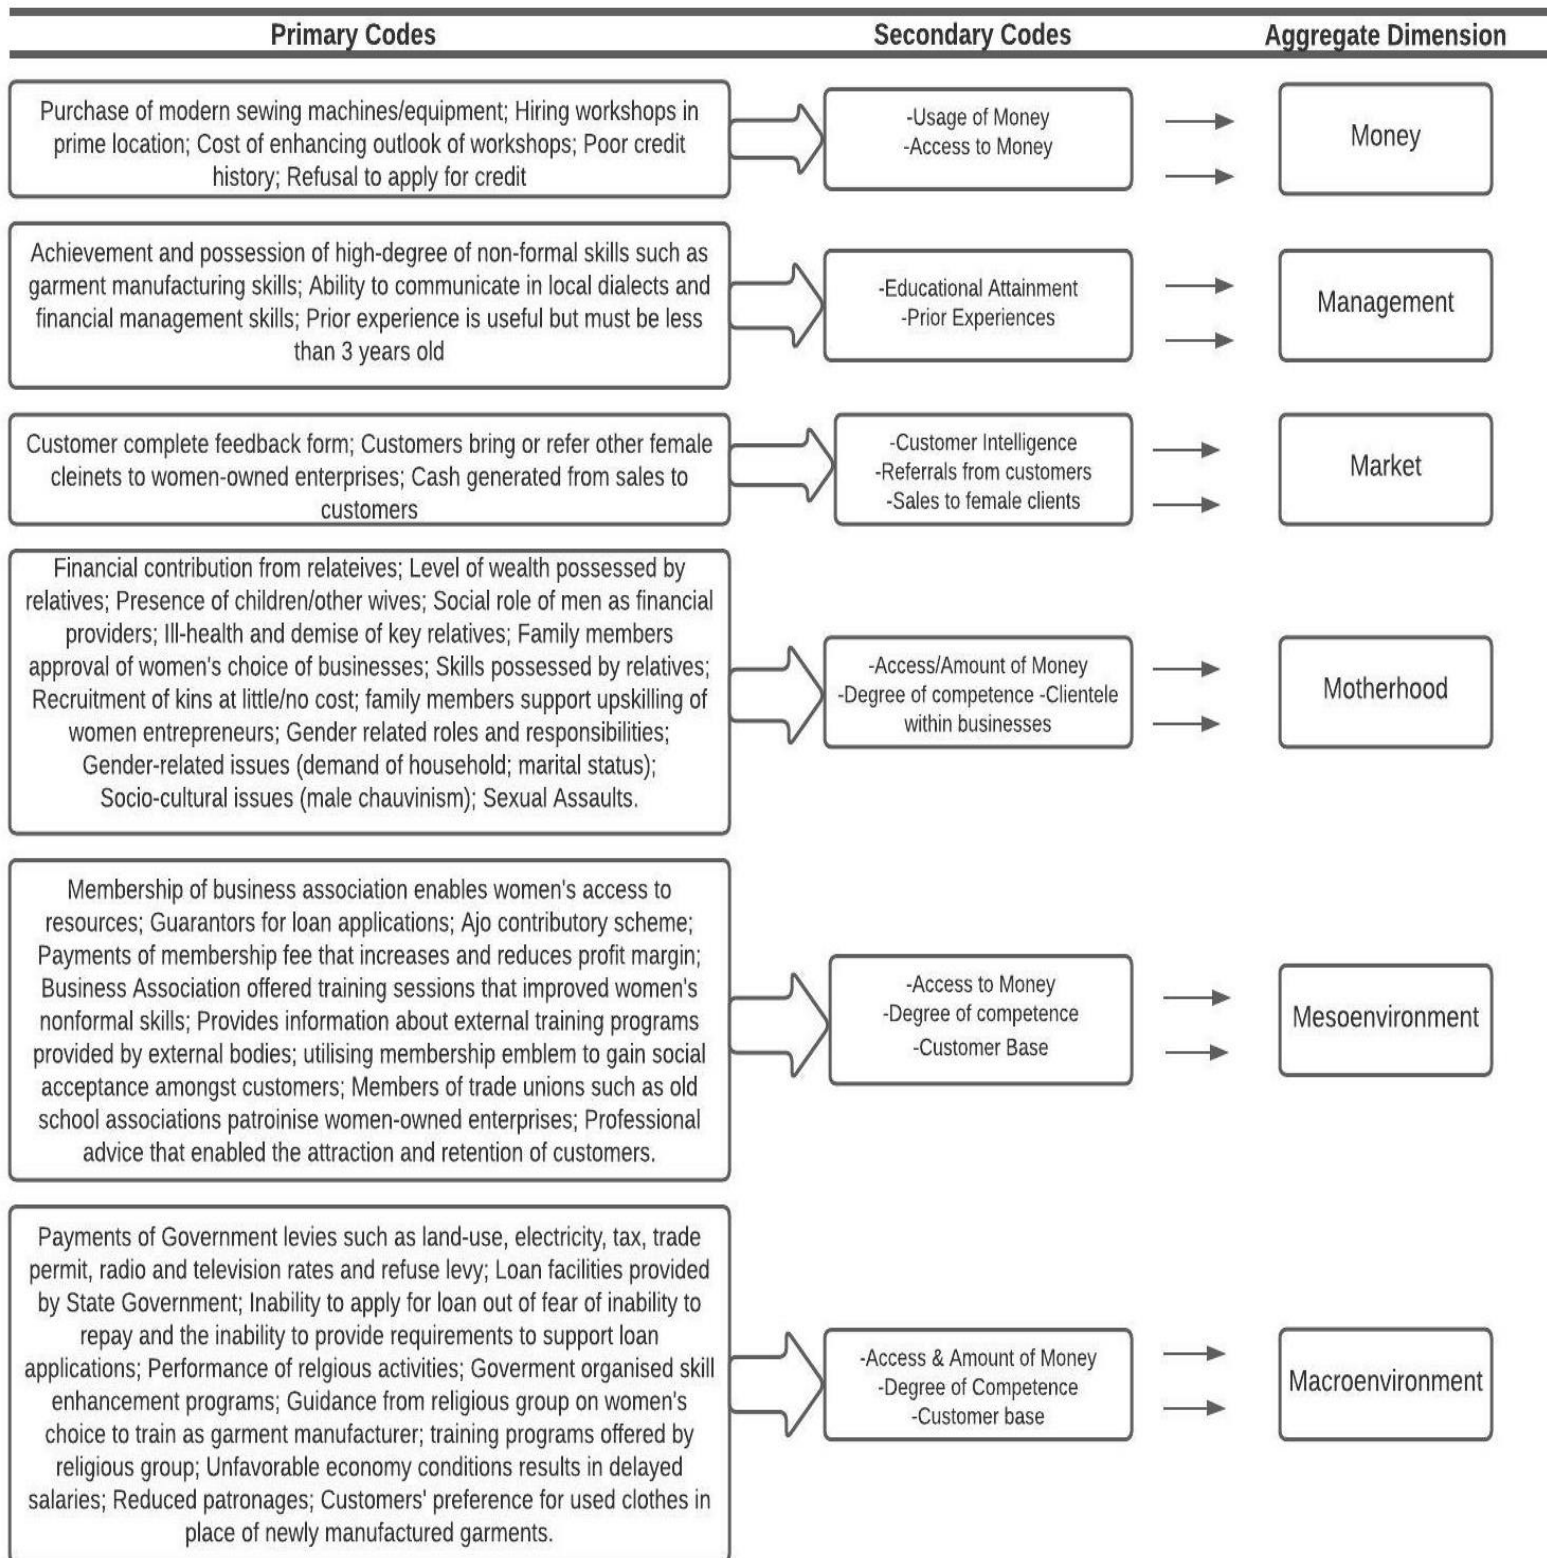 Primary Codes
Secondary Codes
Aggregate Dimension
Purchase of modern sewing machines/equipment; Hiring workshops in
prime location; Cost of enhancing outlook of workshops; Poor credit
history; Refusal to apply for credit
-Usage of Money
-Access to Money
Money
Achievement and possession of high-degree of non-formal skills such as
garment manufacturing skills; Ability to communicate in local dialects and
financial management skills; Prior experience is useful but must be less
than 3 years old
-Educational Attainment
-Prior Experiences
Management
Customer complete feedback form; Customers bring or refer other female
cleinets to women-owned enterprises; Cash generated from sales to
customers
-Customer Intelligence
-Referrals from customers
-Sales to female clients
Market
Financial contribution from relateives; Level of wealth possessed by
relatives; Presence of children/other wives; Social role of men as financial
providers; Ill-health and demise of key relatives; Family members
approval of women's choice of businesses; Skills possessed by relatives;
Recruitment of kins at little/no cost; family members support upskilling of
women entrepreneurs; Gender related roles and responsibilities;
Gender-related issues (demand of household; marital status);
Socio-cultural issues (male chauvinism); Sexual Assaults.
-Access/Amount of Money
-Degree of competence -Clientele
within businesses
Motherhood
Membership of business association enables women's access to
resources; Guarantors for loan applications; Ajo contributory scheme;
Payments of membership fee that increases and reduces profit margin;
Business Association offered training sessions that improved women's
nonformal skills; Provides information about external training programs
provided by external bodies; utilising membership emblem to gain social
acceptance amongst customers; Members of trade unions such as old
school associations patroinise women-owned enterprises; Professional
advice that enabled the attraction and retention of customers.
-Access to Money
-Degree of competence
-Customer Base
Mesoenvironment
Payments of Government levies such as land-use, electricity, tax, trade
permit, radio and television rates and refuse levy; Loan facilities provided
by State Government; Inability to apply for loan out of fear of inability to
repay and the inability to provide requirements to support loan
applications; Performance of relgious activities; Goverment organised skill
enhancement programs; Guidance from religious group on women's
choice to train as garment manufacturer; training programs offered by
religious group; Unfavorable economy conditions results in delayed
salaries; Reduced patronages; Customers' preference for used clothes in
place of newly manufactured garments.
-Access & Amount of Money
-Degree of Competence
-Customer base
Macroenvironment